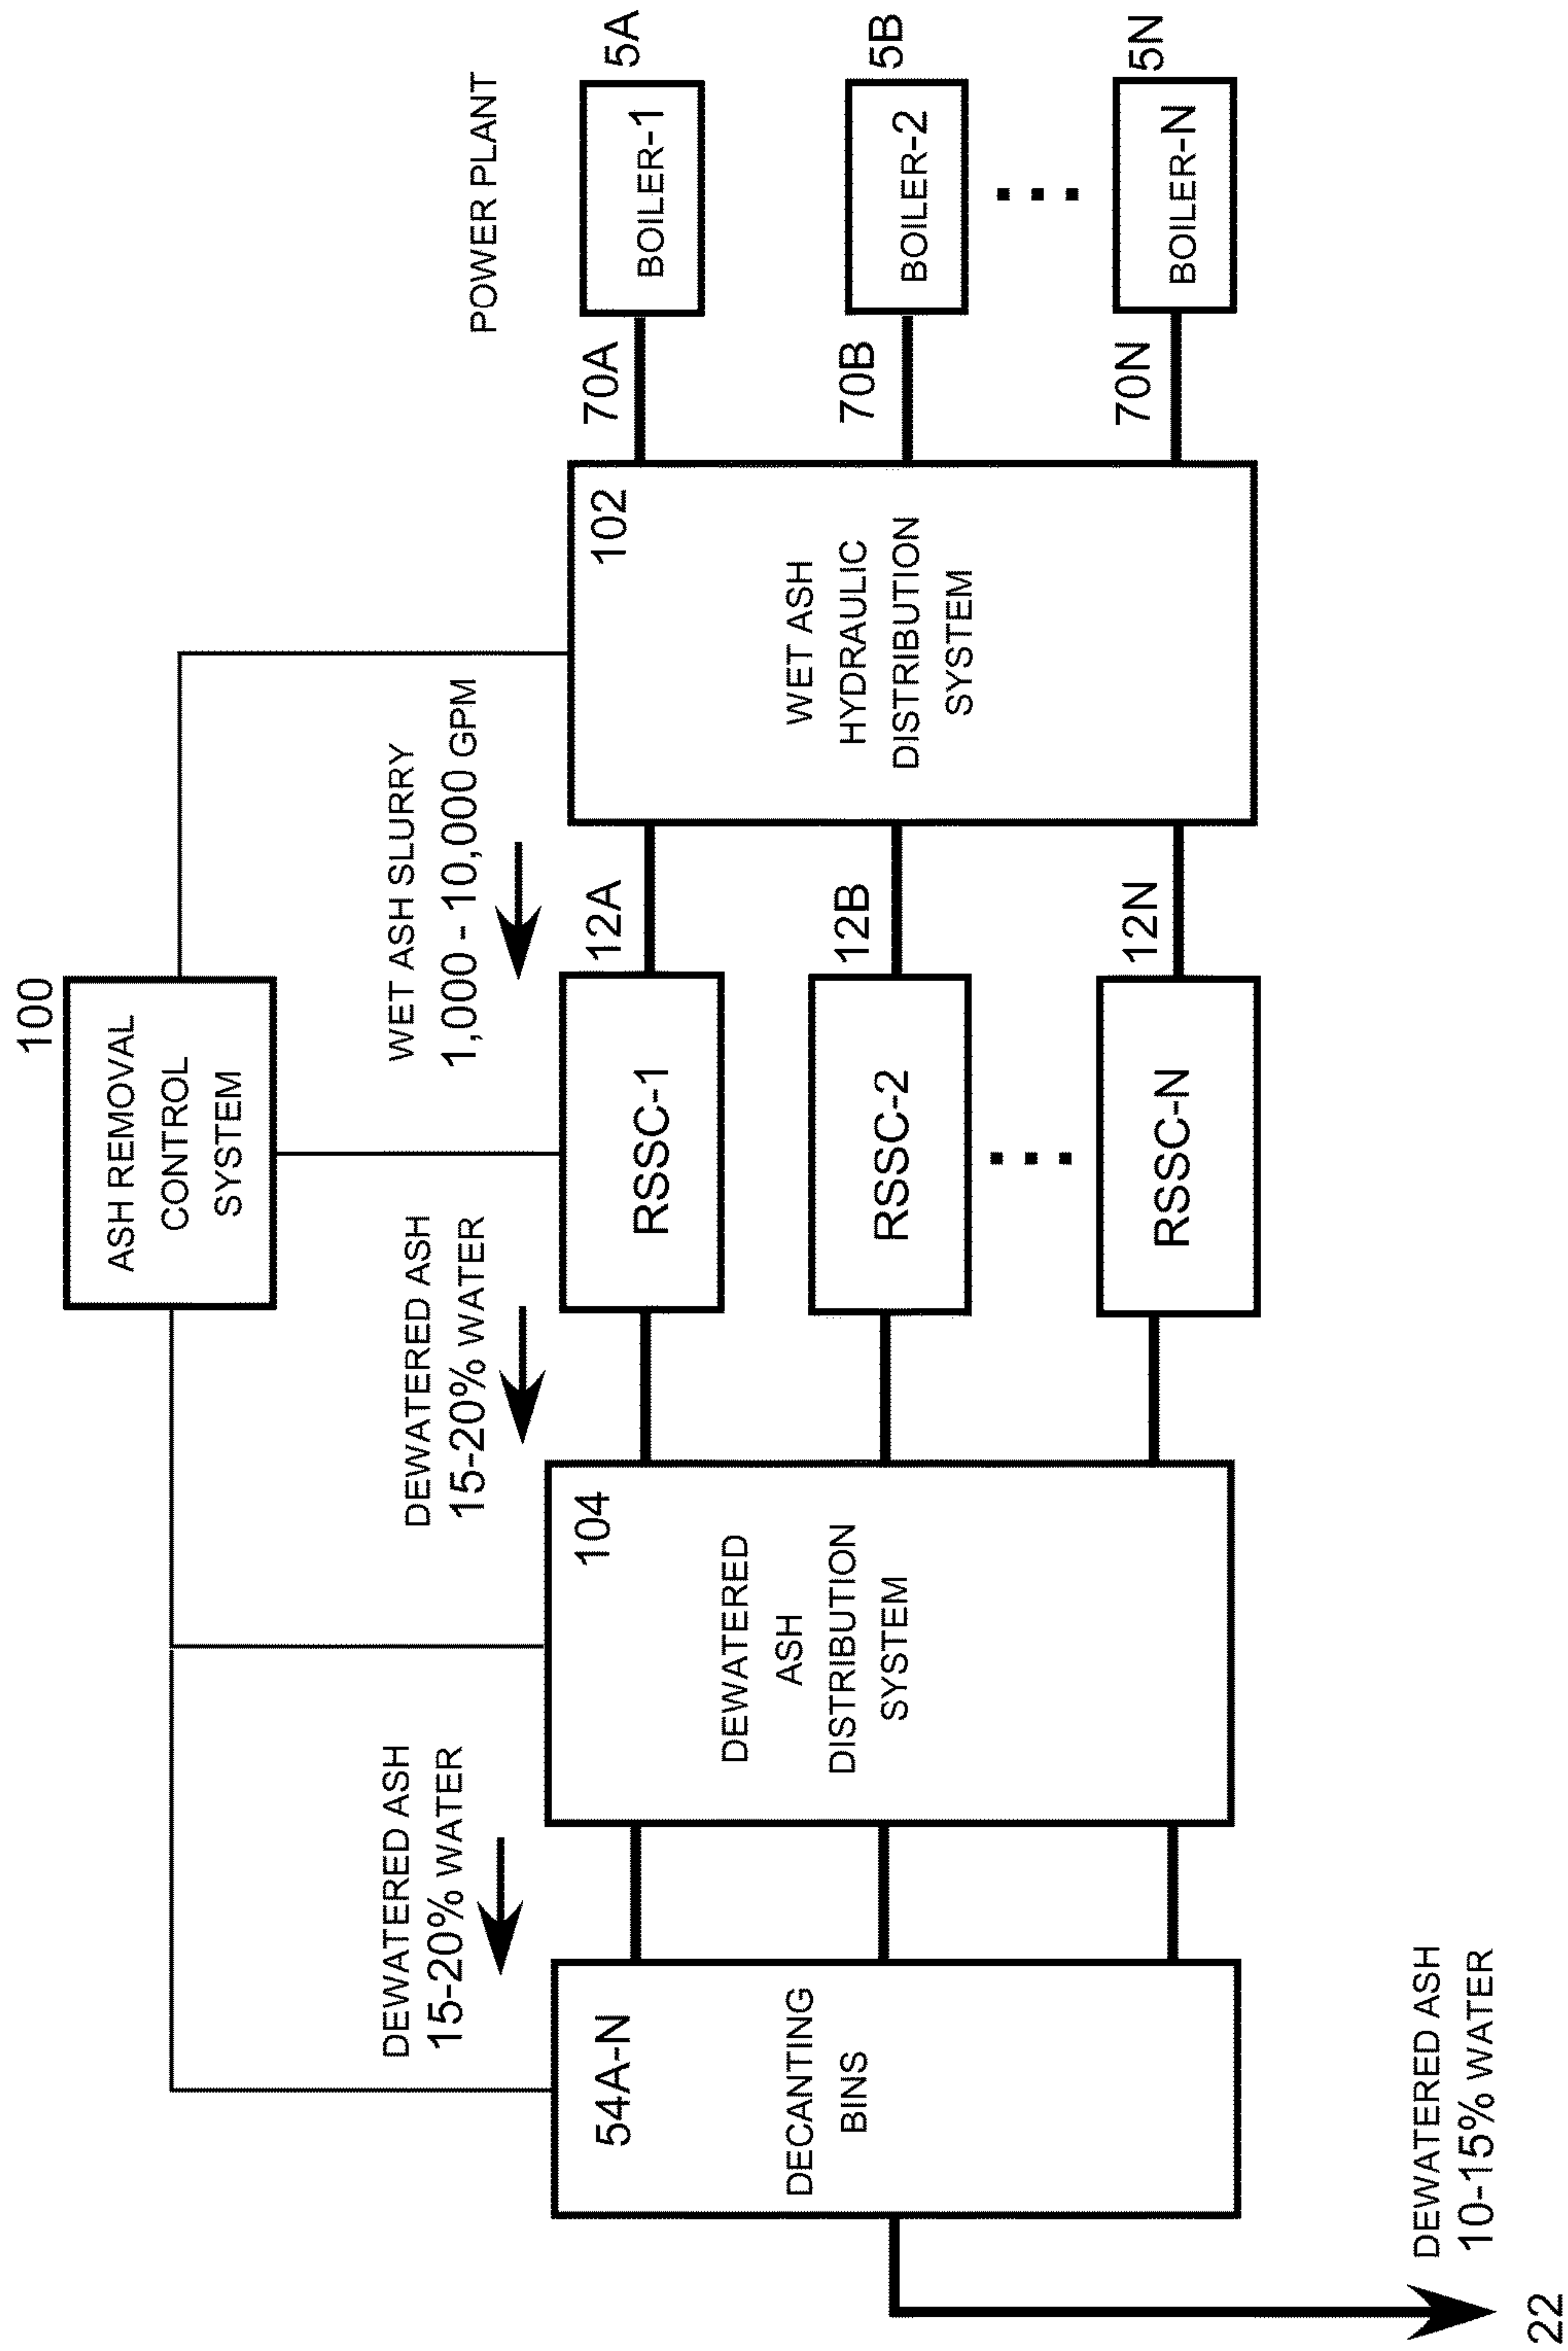 100
ASH REMOVAL
CONTROL
SYSTEM
POWER PLANT
DEWATERED ASH
15-20% WATER
DEWATERED ASH
15-20% WATER
WET ASH SLURRY
1,000 - 10,000 GPM
54A-N
DECANTING
BINS
104
DEWATERED
ASH
DISTRIBUTION
SYSTEM
12A
RSSC-1
12B
RSSC-2
12N
RSSC-N
102
WET ASH
HYDRAULIC
DISTRIBUTION
SYSTEM
70A
BOILER-1
5A
70B
BOILER-2
5B
70N
BOILER-N
5N
DEWATERED ASH
10-15% WATER
22